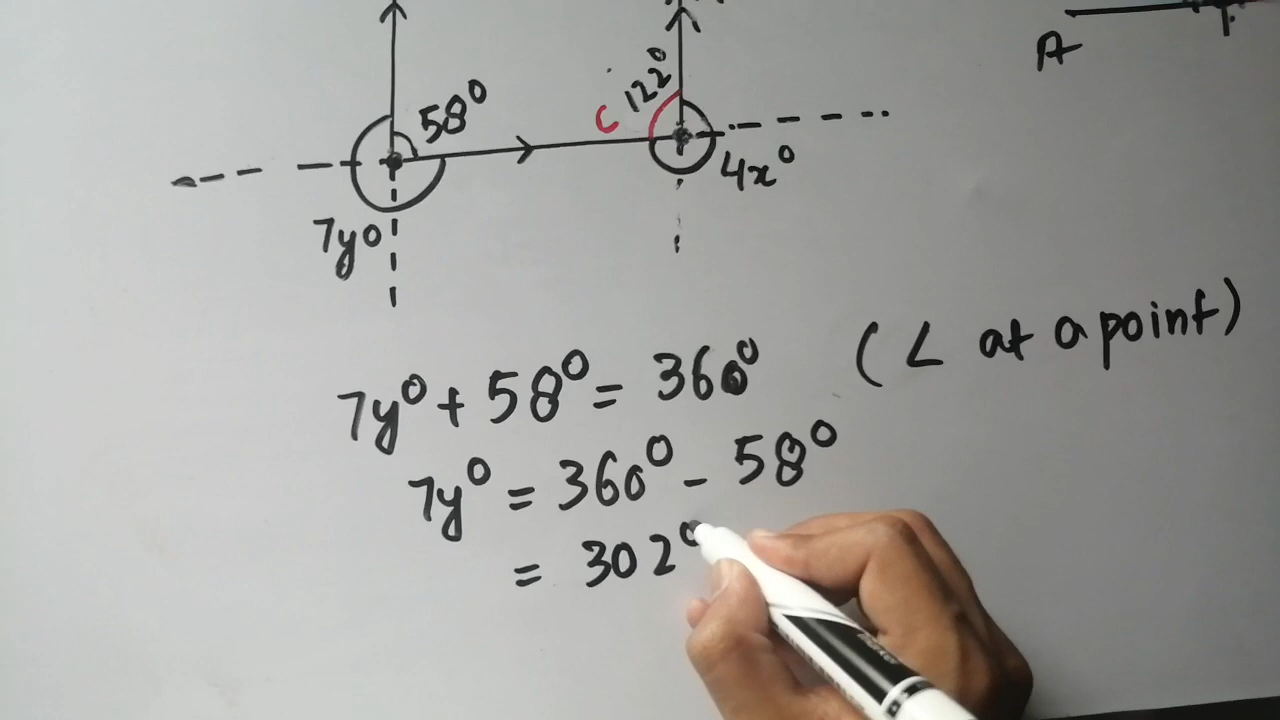 58°
C 122°
A
4x°
7y°
7y° + 58° = 360° (∠ at a point)
7y° = 360° - 58°
= 302°